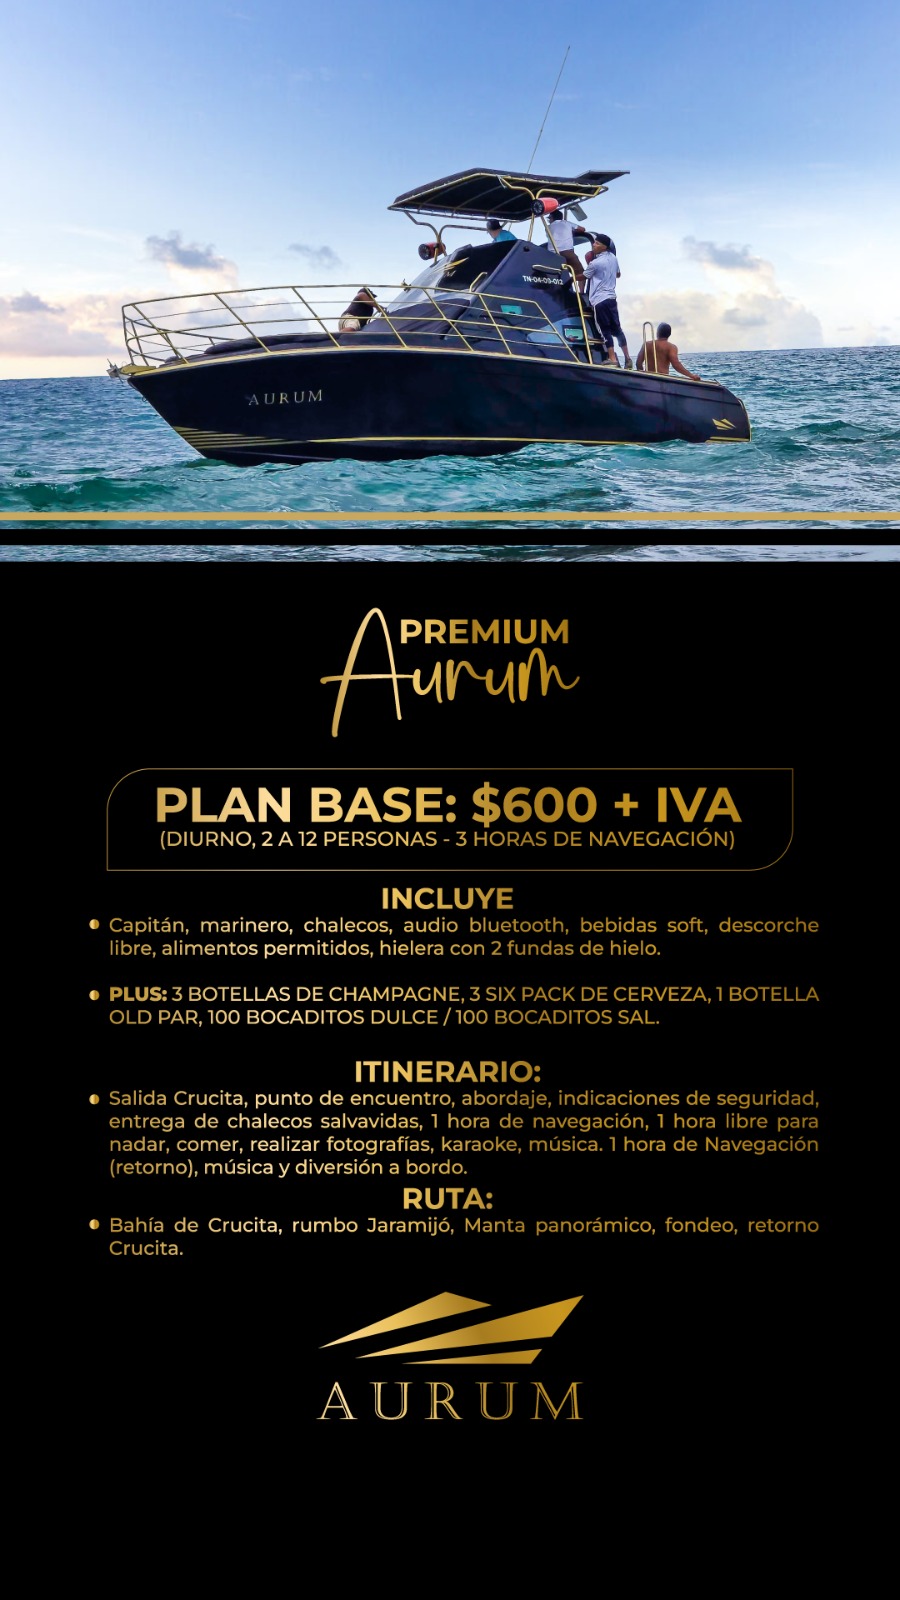 TN-04-03-012
AURUM
PREMIUM
Aurum
PLAN BASE: $600 + IVA
(DIURNO, 2 A 12 PERSONAS - 3 HORAS DE NAVEGACIÓN)
INCLUYE
Capitán, marinero, chalecos, audio bluetooth, bebidas soft, descorche
libre, alimentos permitidos, hielera con 2 fundas de hielo.
PLUS: 3 BOTELLAS DE CHAMPAGNE, 3 SIX PACK DE CERVEZA, 1 BOTELLA
OLD PAR, 100 BOCADITOS DULCE / 100 BOCADITOS SAL.
ITINERARIO:
Salida Crucita, punto de encuentro, abordaje, indicaciones de seguridad,
entrega de chalecos salvavidas, 1 hora de navegación, 1 hora libre para
nadar, comer, realizar fotografías, karaoke, música. 1 hora de Navegación
(retorno), música y diversión a bordo.
RUTA:
Bahía de Crucita, rumbo Jaramijó, Manta panorámico, fondeo, retorno
Crucita.
AURUM